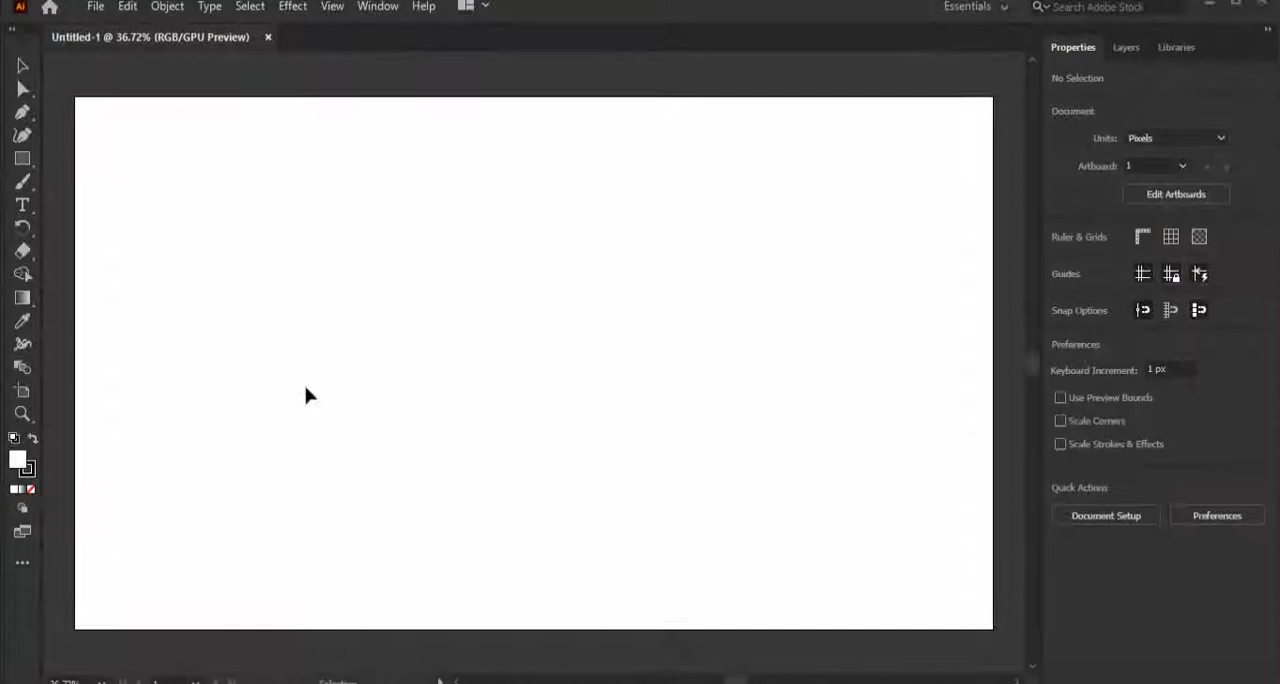 Ai File Edit Object Type Select Effect View Window Help Essentials Search Adobe Stock
Untitled-1 @ 36.72% (RGB/GPU Preview) ×
Properties Layers Libraries
No Selection
Document
Units: Pixels
Artboard: 1
Edit Artboards
Ruler & Grids
Guides
Snap Options
Preferences
Keyboard Increment: 1 px
Use Preview Bounds
Scale Corners
Scale Strokes & Effects
Quick Actions
Document Setup Preferences